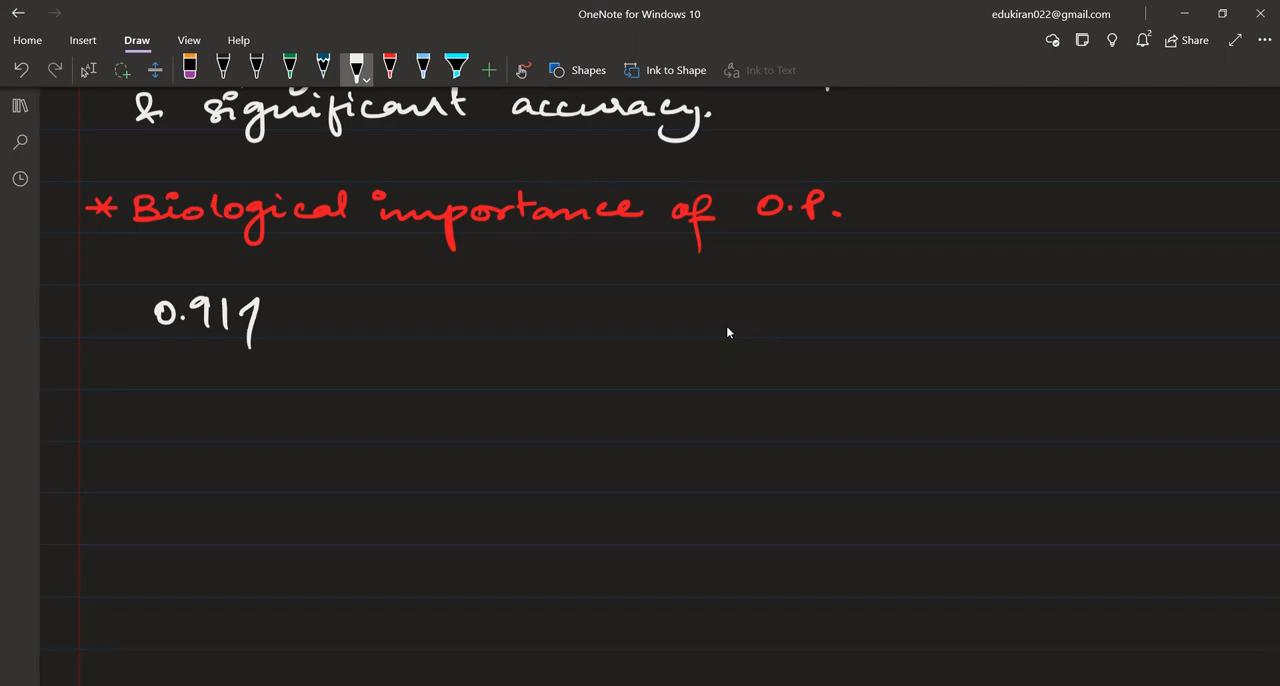 OneNote for Windows 10
edukiran022@gmail.com
Home Insert Draw View Help
Share
Shapes Ink to Shape Ink to Text
& significant accuracy.
* Biological importance of O.P.
0.91